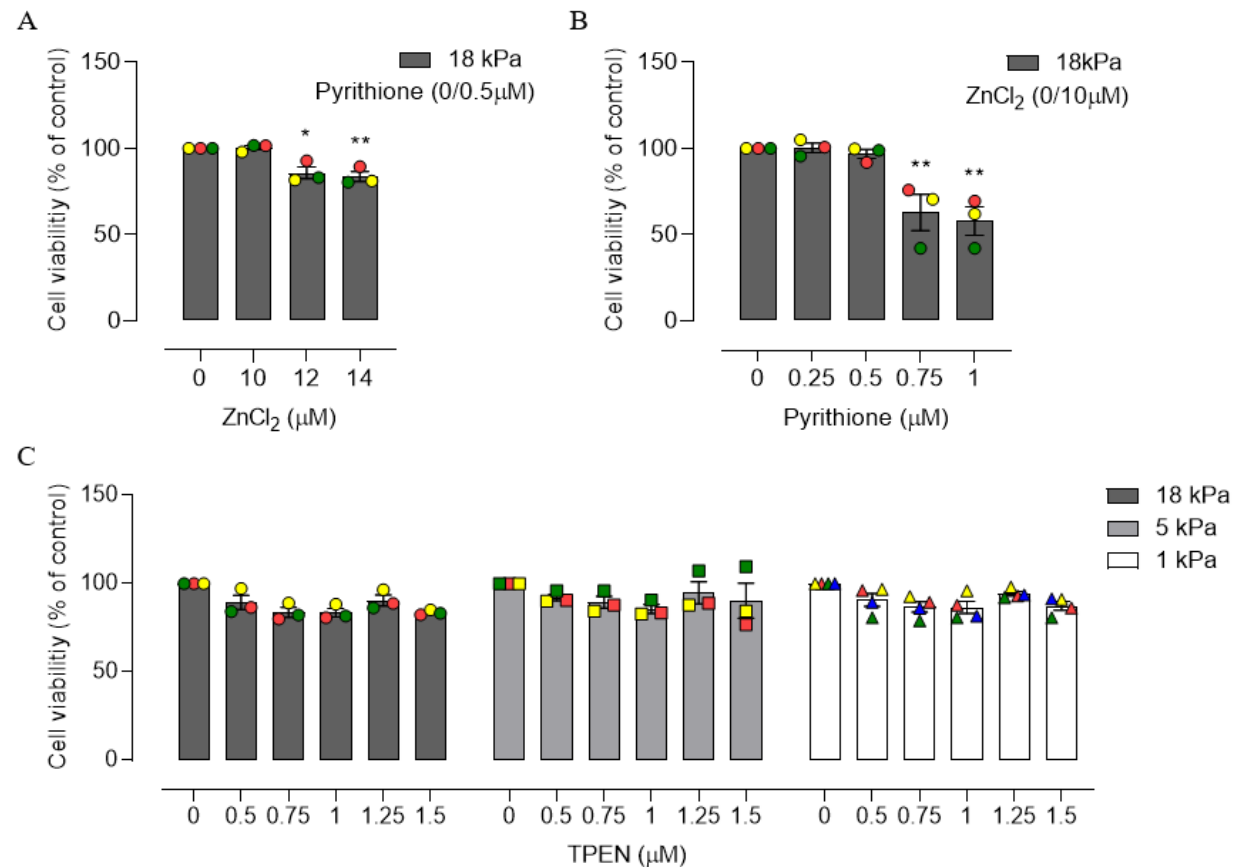 A
150
100
50
0
Cell viabilitiy (% of control)
18 kPa
Pyrithione (0/0.5μM)
*
**
0 10 12 14
ZnCl₂ (μM)
B
150
100
50
0
Cell viabilitiy (% of control)
18kPa
ZnCl₂ (0/10μM)
**
**
0 0.25 0.5 0.75 1
Pyrithione (μM)
C
150
100
50
0
Cell viabilitiy (% of control)
18 kPa
5 kPa
1 kPa
0 0.5 0.75 1 1.25 1.5 0 0.5 0.75 1 1.25 1.5 0 0.5 0.75 1 1.25 1.5
TPEN (μM)